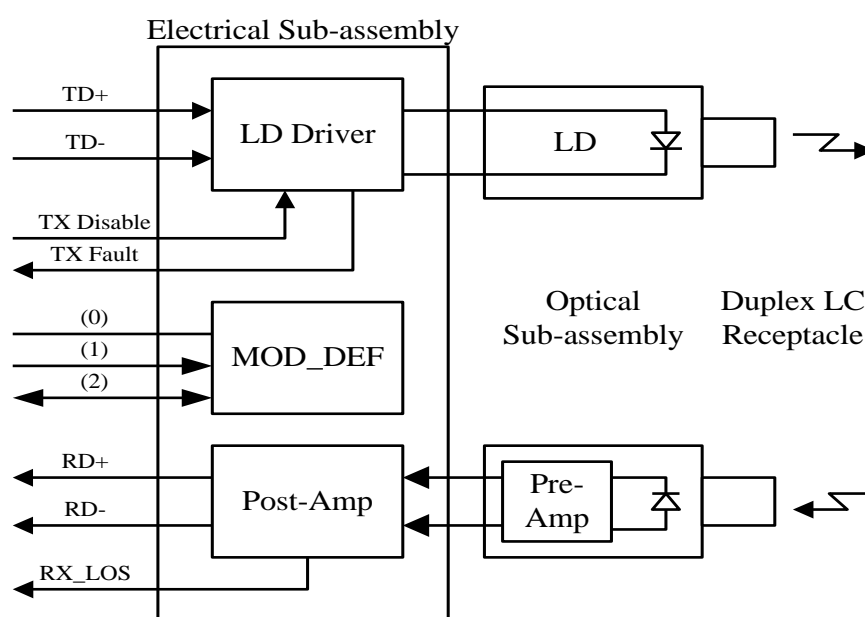 Electrical Sub-assembly
TD+
TD-
LD Driver
LD
TX Disable
TX Fault
(0)
(1)
(2)
MOD_DEF
Optical
Sub-assembly
Duplex LC
Receptacle
RD+
RD-
Post-Amp
Pre-
Amp
RX_LOS